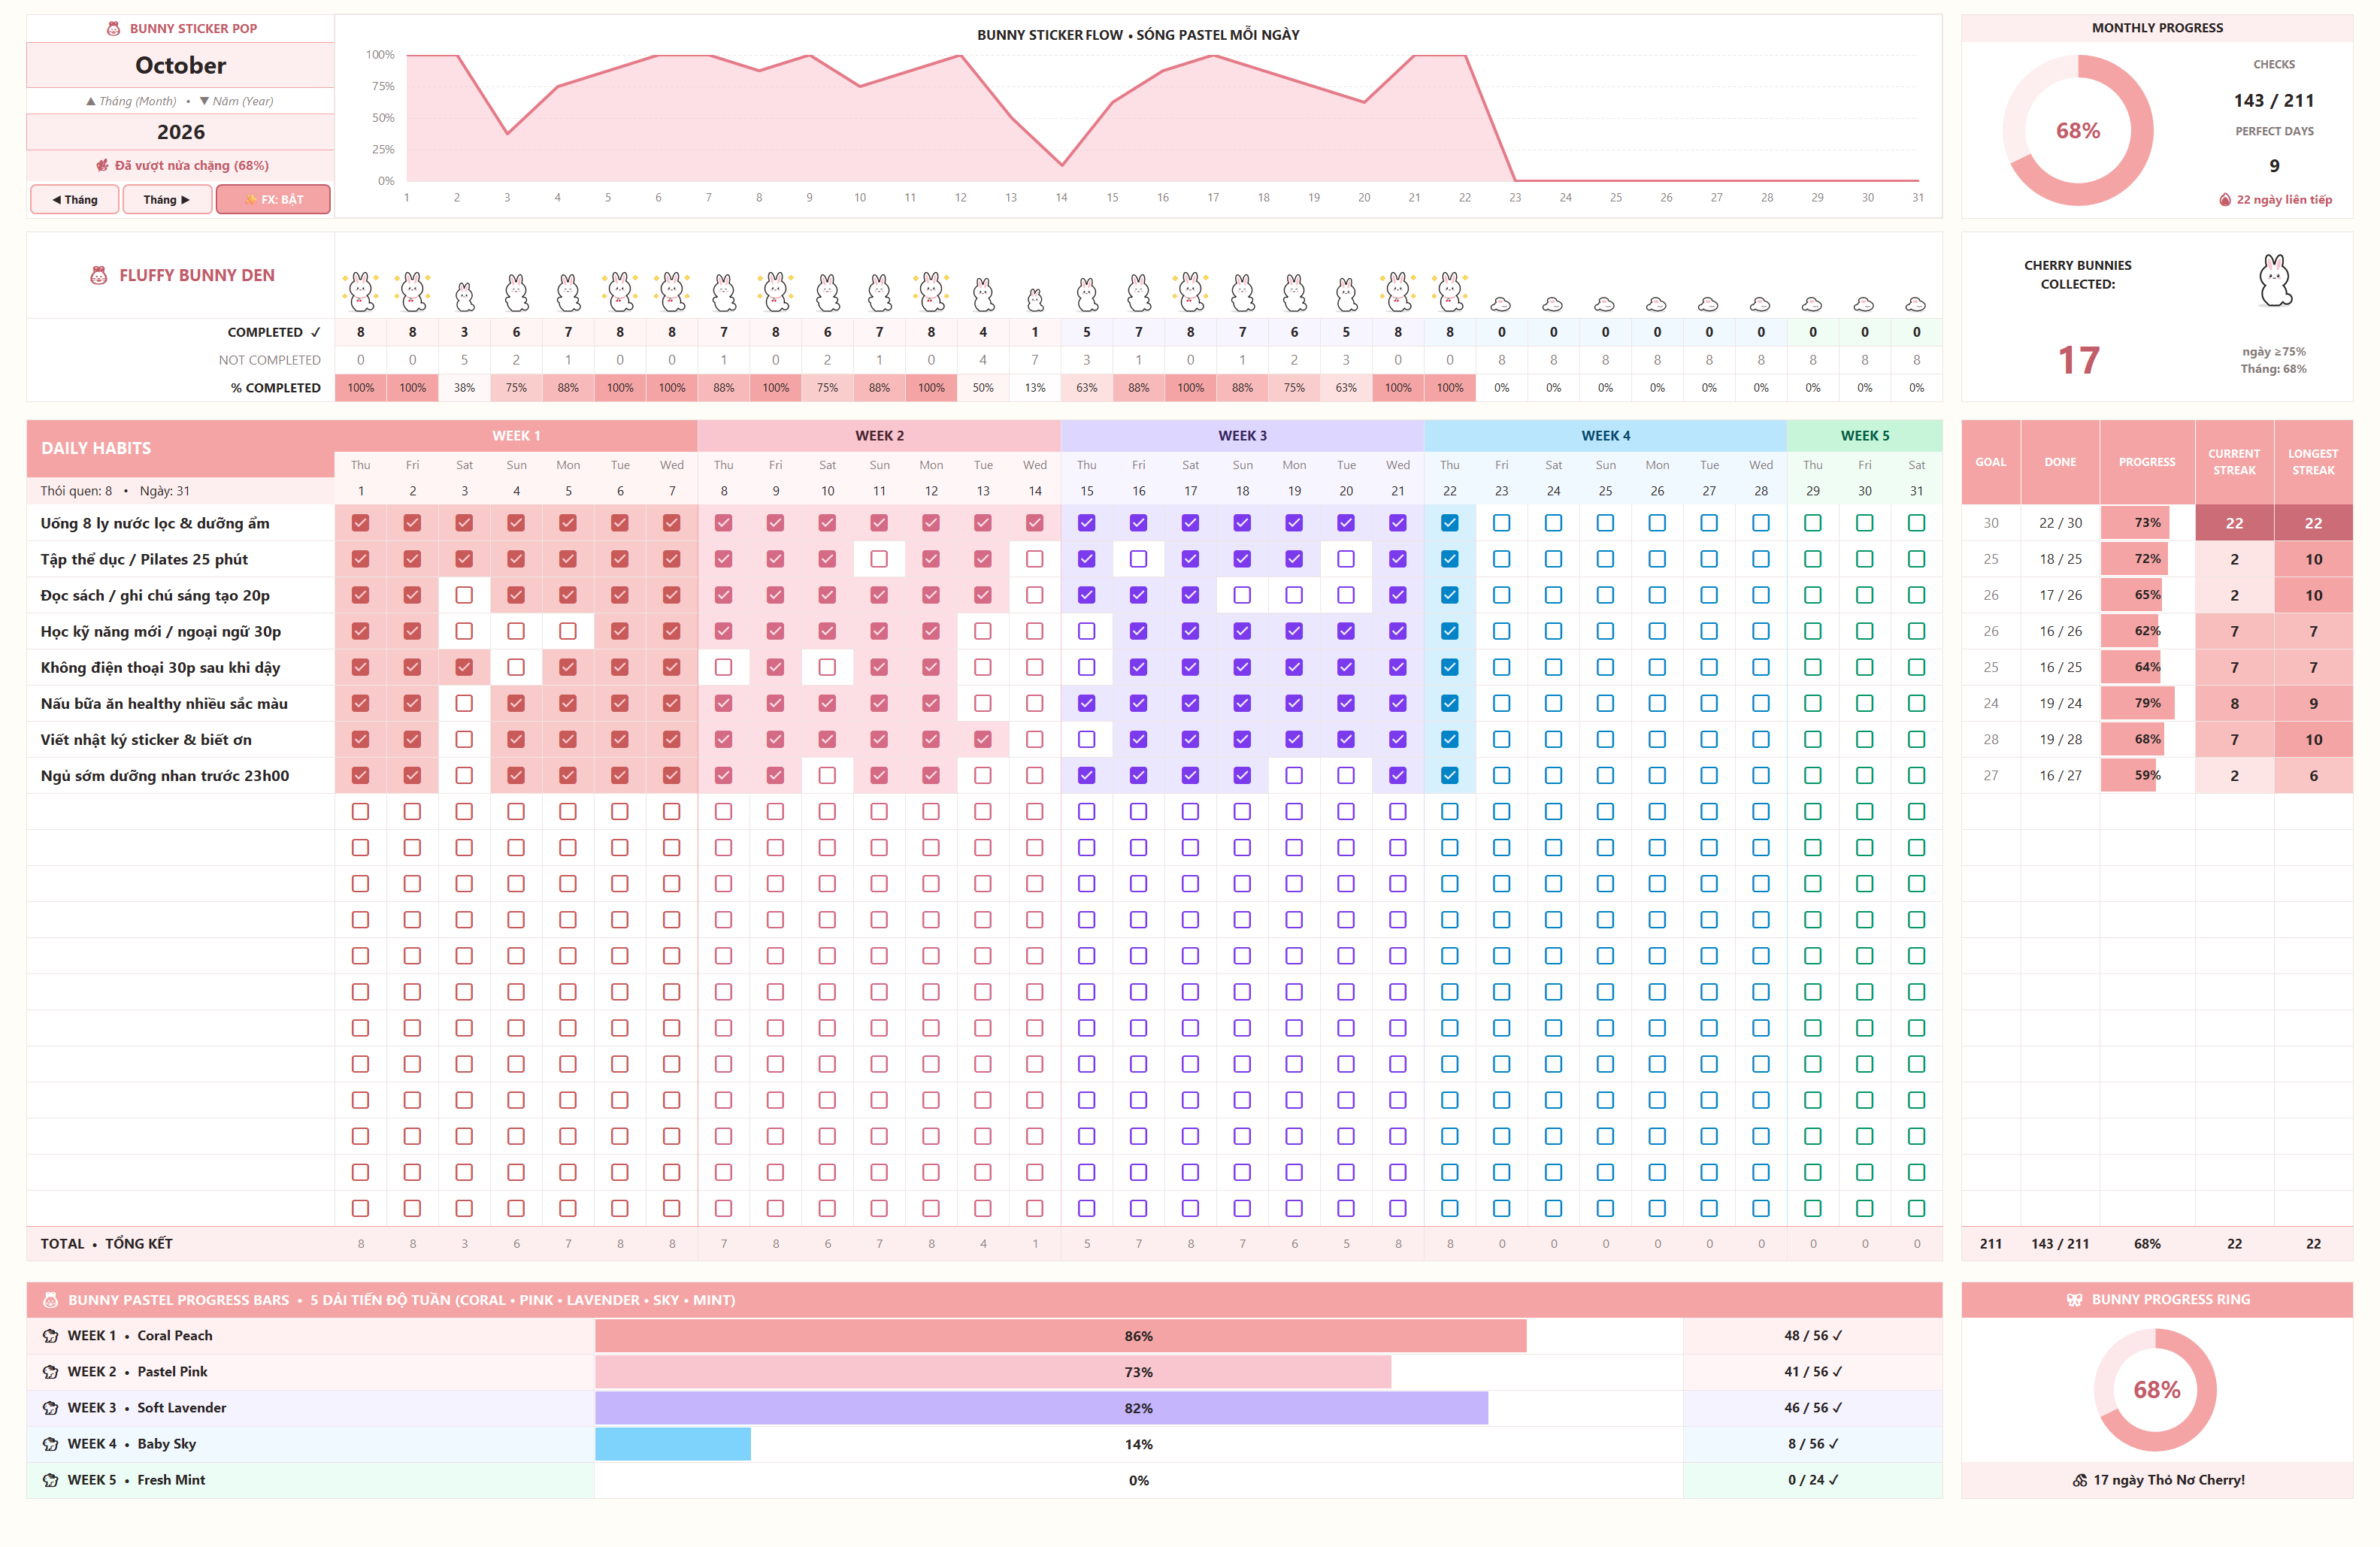 BUNNY STICKER POP
October
▲ Tháng (Month) • ▼ Năm (Year)
2026
Đã vượt nửa chặng (68%)
◀ Tháng
Tháng ▶
✨ FX: BẬT
BUNNY STICKER FLOW • SÓNG PASTEL MỖI NGÀY
100%
75%
50%
25%
0%
1 2 3 4 5 6 7 8 9 10 11 12 13 14 15 16 17 18 19 20 21 22 23 24 25 26 27 28 29 30 31
MONTHLY PROGRESS
68%
CHECKS
143 / 211
PERFECT DAYS
9
22 ngày liên tiếp
FLUFFY BUNNY DEN
COMPLETED ✓ 8 8 3 6 7 8 8 7 8 6 7 8 4 1 5 7 8 7 6 5 8 8 0 0 0 0 0 0 0 0 0
NOT COMPLETED 0 0 5 2 1 0 0 1 0 2 1 0 4 7 3 1 0 1 2 3 0 0 8 8 8 8 8 8 8 8 8
% COMPLETED 100% 100% 38% 75% 88% 100% 100% 88% 100% 75% 88% 100% 50% 13% 63% 88% 100% 88% 75% 63% 100% 100% 0% 0% 0% 0% 0% 0% 0% 0% 0%
CHERRY BUNNIES
COLLECTED:
17
ngày ≥75%
Tháng: 68%
DAILY HABITS
WEEK 1 WEEK 2 WEEK 3 WEEK 4 WEEK 5
Thu Fri Sat Sun Mon Tue Wed Thu Fri Sat Sun Mon Tue Wed Thu Fri Sat Sun Mon Tue Wed Thu Fri Sat Sun Mon Tue Wed Thu Fri Sat
Thói quen: 8 • Ngày: 31 1 2 3 4 5 6 7 8 9 10 11 12 13 14 15 16 17 18 19 20 21 22 23 24 25 26 27 28 29 30 31
GOAL DONE PROGRESS CURRENT STREAK LONGEST STREAK
Uống 8 ly nước lọc & dưỡng ẩm 30 22 / 30 73% 22 22
Tập thể dục / Pilates 25 phút 25 18 / 25 72% 2 10
Đọc sách / ghi chú sáng tạo 20p 26 17 / 26 65% 2 10
Học kỹ năng mới / ngoại ngữ 30p 26 16 / 26 62% 7 7
Không điện thoại 30p sau khi dậy 25 16 / 25 64% 7 7
Nấu bữa ăn healthy nhiều sắc màu 24 19 / 24 79% 8 9
Viết nhật ký sticker & biết ơn 28 19 / 28 68% 7 10
Ngủ sớm dưỡng nhan trước 23h00 27 16 / 27 59% 2 6
TOTAL • TỔNG KẾT 8 8 3 6 7 8 8 7 8 6 7 8 4 1 5 7 8 7 6 5 8 8 0 0 0 0 0 0 0 0 0
211 143 / 211 68% 22 22
BUNNY PASTEL PROGRESS BARS • 5 DẢI TIẾN ĐỘ TUẦN (CORAL • PINK • LAVENDER • SKY • MINT)
WEEK 1 • Coral Peach 86% 48 / 56 ✓
WEEK 2 • Pastel Pink 73% 41 / 56 ✓
WEEK 3 • Soft Lavender 82% 46 / 56 ✓
WEEK 4 • Baby Sky 14% 8 / 56 ✓
WEEK 5 • Fresh Mint 0% 0 / 24 ✓
BUNNY PROGRESS RING
68%
17 ngày Thỏ Nơ Cherry!